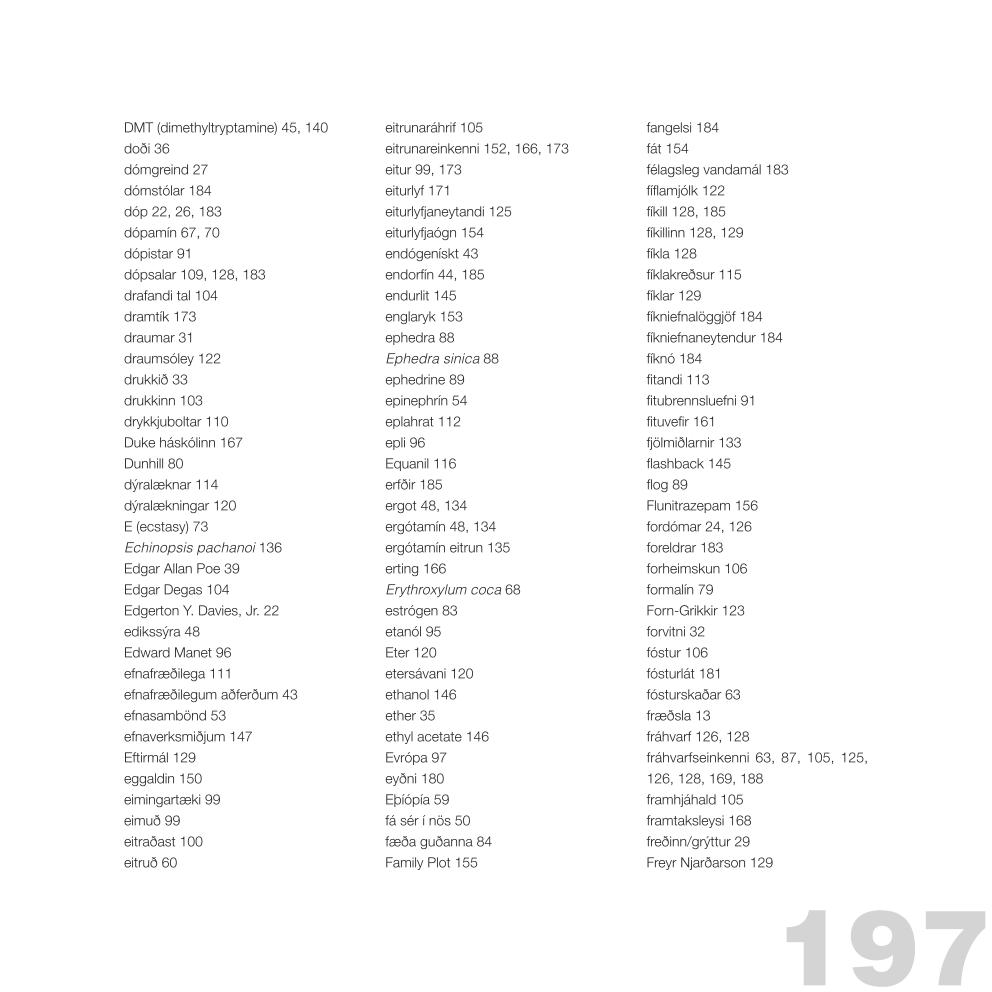 DMT (dimethyltryptamine) 45, 140
doði 36
dómgreind 27
dómstólar 184
dóp 22, 26, 183
dópamín 67, 70
dópistar 91
dópsalar 109, 128, 183
drafandi tal 104
dramtík 173
draumar 31
draumsóley 122
drukkið 33
drukkinn 103
drykkjuboltar 110
Duke háskólinn 167
Dunhill 80
dýralæknar 114
dýralækningar 120
E (ecstasy) 73
Echinopsis pachanoi 136
Edgar Allan Poe 39
Edgar Degas 104
Edgerton Y. Davies, Jr. 22
edikssýra 48
Edward Manet 96
efnafræðilega 111
efnafræðilegum aðferðum 43
efnasambönd 53
efnaverksmiðjum 147
Eftirmál 129
eggaldin 150
eimingartæki 99
eimuð 99
eitraðast 100
eitruð 60
eitrunaráhrif 105
eitrunareinkenni 152, 166, 173
eitur 99, 173
eiturlyf 171
eiturlyfjaneytandi 125
eiturlyfjaógn 154
endógenískt 43
endorfín 44, 185
endurlit 145
englaryk 153
ephedra 88
Ephedra sinica 88
ephedrine 89
epinephrín 54
eplahrat 112
epli 96
Equanil 116
erfðir 185
ergot 48, 134
ergótamín 48, 134
ergótamín eitrun 135
erting 166
Erythroxylum coca 68
estrógen 83
etanól 95
Eter 120
etersávani 120
ethanol 146
ether 35
ethyl acetate 146
Evrópa 97
eyðni 180
Eþíópía 59
fá sér í nös 50
fæða guðanna 84
Family Plot 155
fangelsi 184
fát 154
félagsleg vandamál 183
fíflamjólk 122
fíkill 128, 185
fíkillinn 128, 129
fíkla 128
fíklakreðsur 115
fíklar 129
fíkniefnalöggjöf 184
fíkniefnaneytendur 184
fíknó 184
fitandi 113
fitubrennsluefni 91
fituvefir 161
fjölmiðlarnir 133
flashback 145
flog 89
Flunitrazepam 156
fordómar 24, 126
foreldrar 183
forheimskun 106
formalín 79
Forn-Grikkir 123
forvitni 32
fóstur 106
fósturlát 181
fósturskaðar 63
fræðsla 13
fráhvarf 126, 128
fráhvarfseinkenni 63, 87, 105, 125,
126, 128, 169, 188
framhjáhald 105
framtaksleysi 168
freðinn/grýttur 29
Freyr Njarðarson 129
197